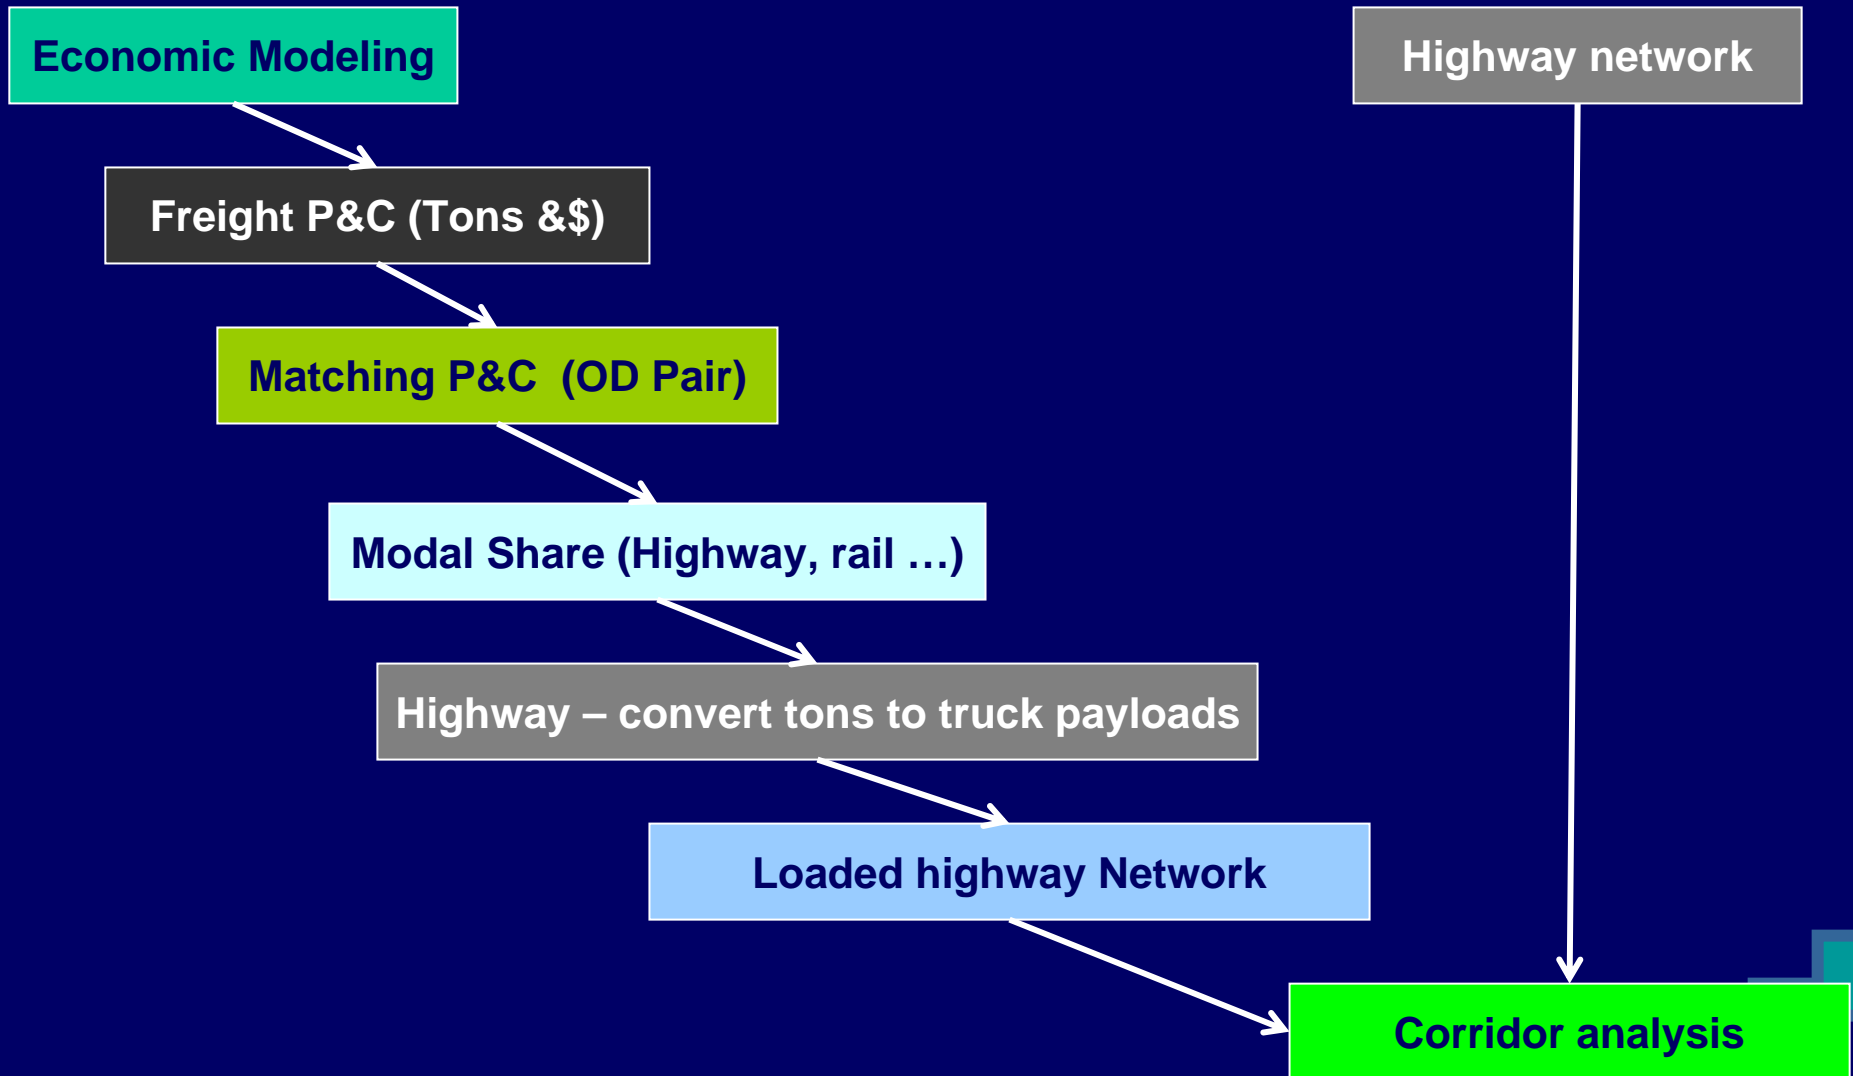 Economic Modeling
Highway network
Freight P&C (Tons &$)
Matching P&C  (OD Pair)
Modal Share (Highway, rail …)
Highway – convert tons to truck payloads
Loaded highway Network
Corridor analysis